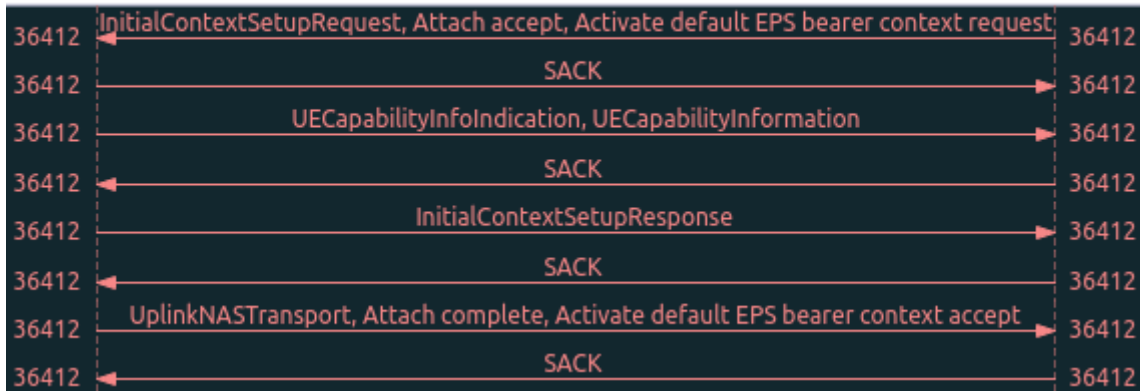 InitialContextSetupRequest, Attach accept, Activate default EPS bearer context request
36412 36412
SACK
36412 36412
UECapabilityInfoIndication, UECapabilityInformation
36412 36412
SACK
36412 36412
InitialContextSetupResponse
36412 36412
SACK
36412 36412
UplinkNASTransport, Attach complete, Activate default EPS bearer context accept
36412 36412
SACK
36412 36412